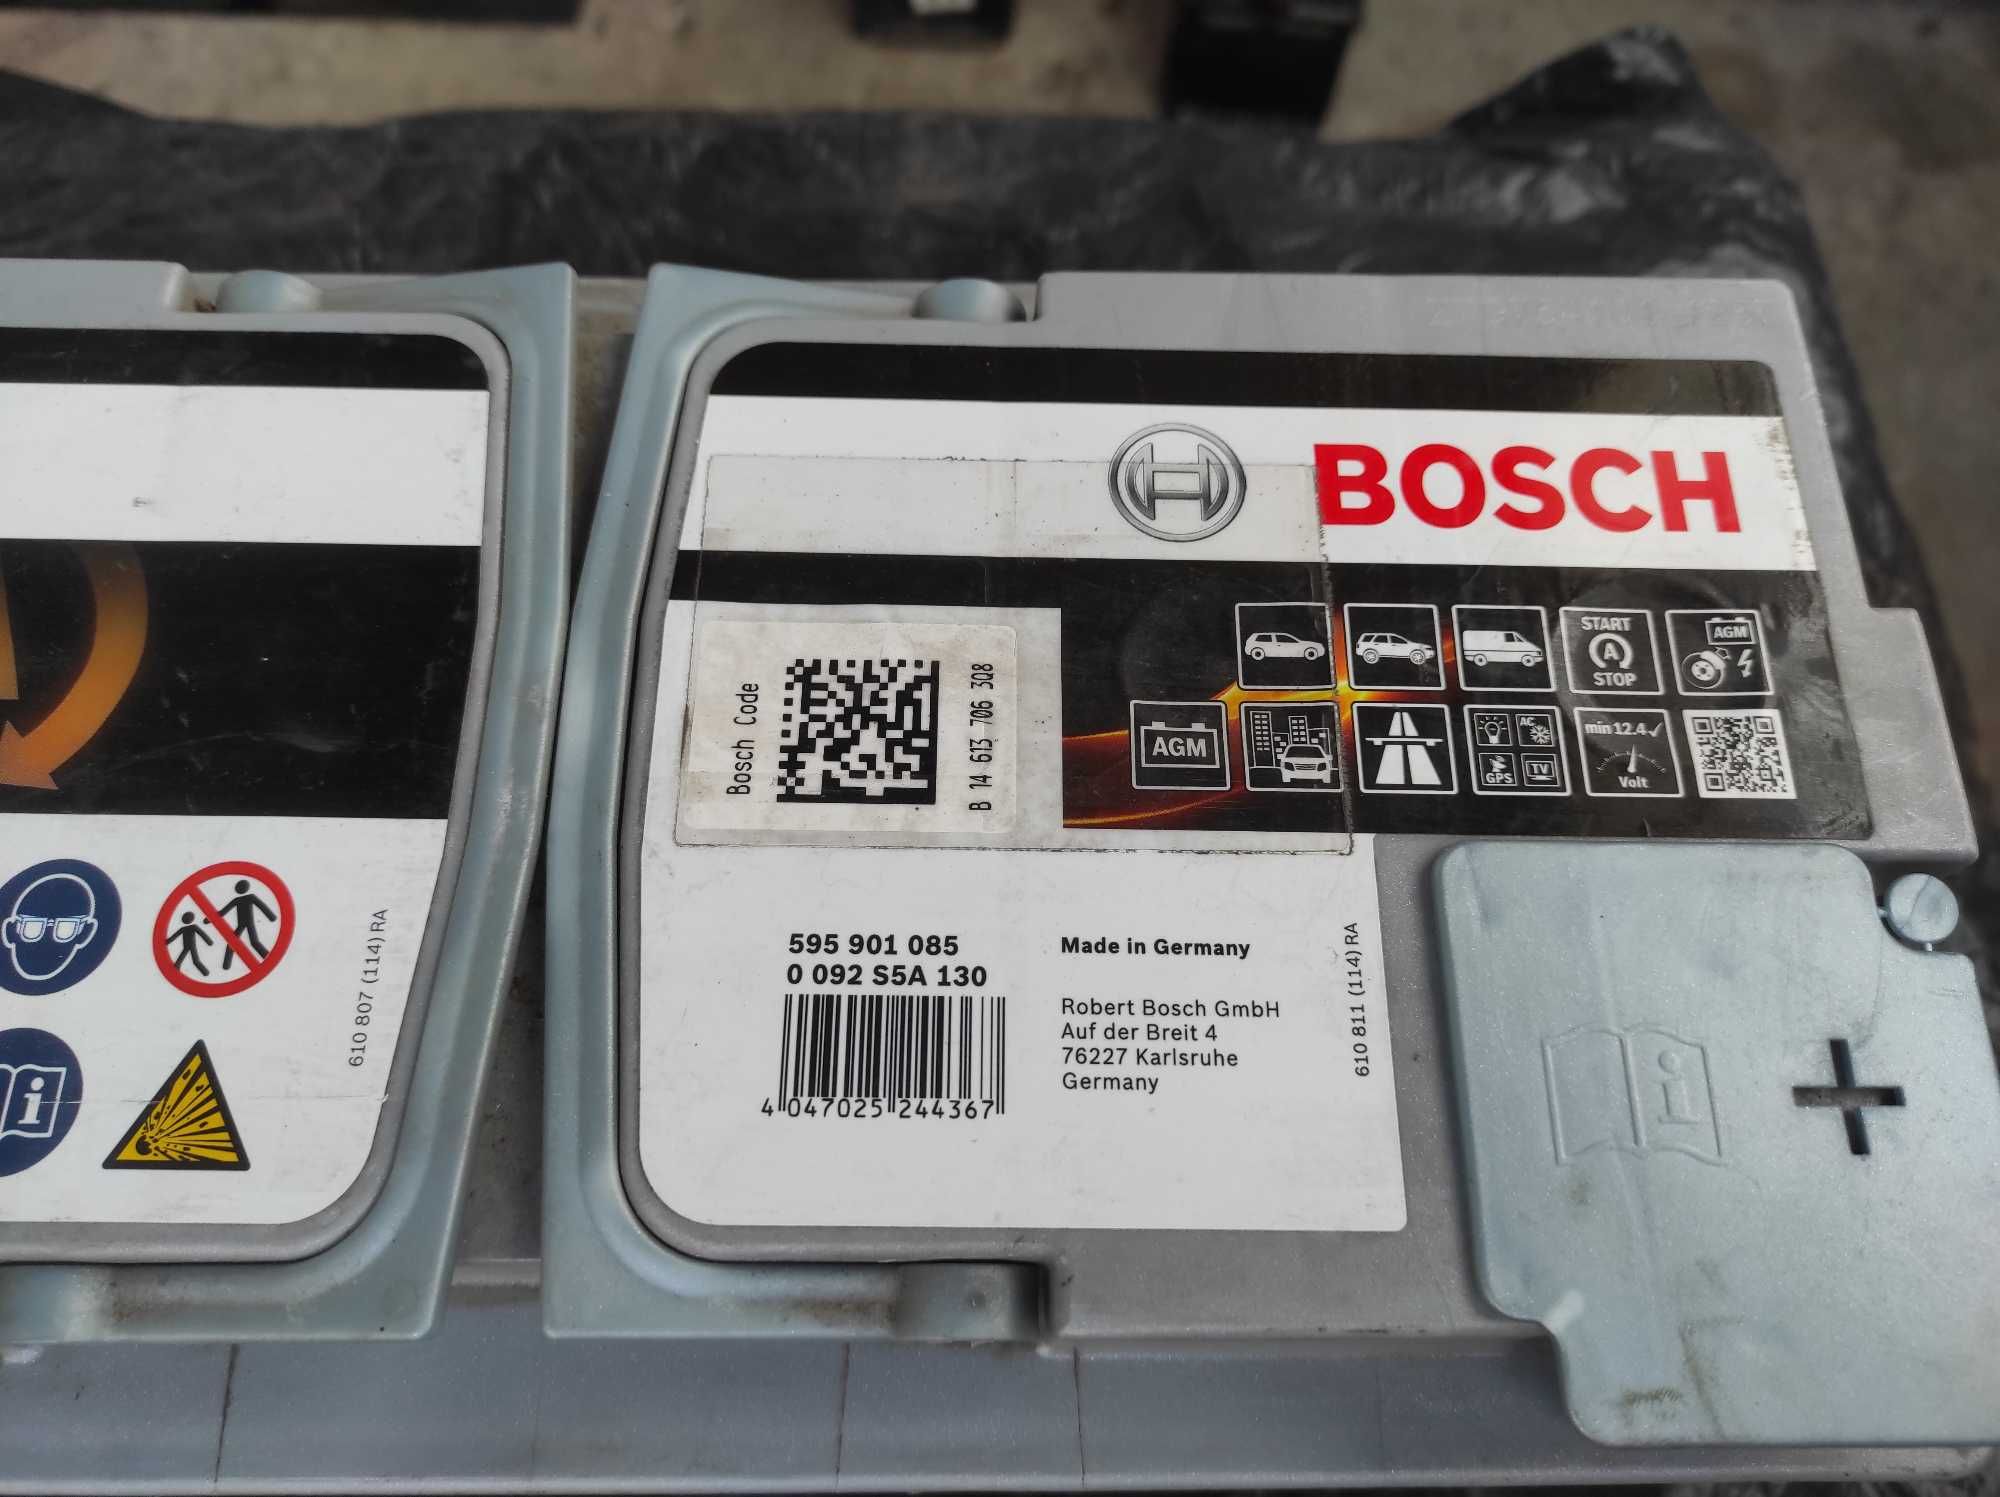 BOSCH
START
A
STOP
AGM
AGM
AC
GPS
TV
min 12.4
Volt
Bosch Code
B 14 613 706 3Q8
595 901 085
0 092 S5A 130
4 047025 244367
Made in Germany
Robert Bosch GmbH
Auf der Breit 4
76227 Karlsruhe
Germany
610 811 (114) RA
610 807 (114) RA
i
i
+